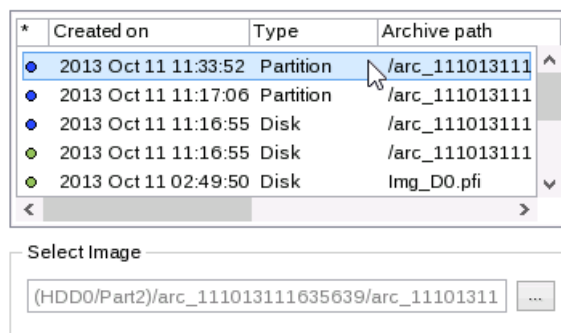 * Created on Type Archive path
2013 Oct 11 11:33:52 Partition /arc_111013111
2013 Oct 11 11:17:06 Partition /arc_111013111
2013 Oct 11 11:16:55 Disk /arc_111013111
2013 Oct 11 11:16:55 Disk /arc_111013111
2013 Oct 11 02:49:50 Disk Img_D0.pfi
Select Image
(HDD0/Part2)/arc_111013111635639/arc_11101311 ...